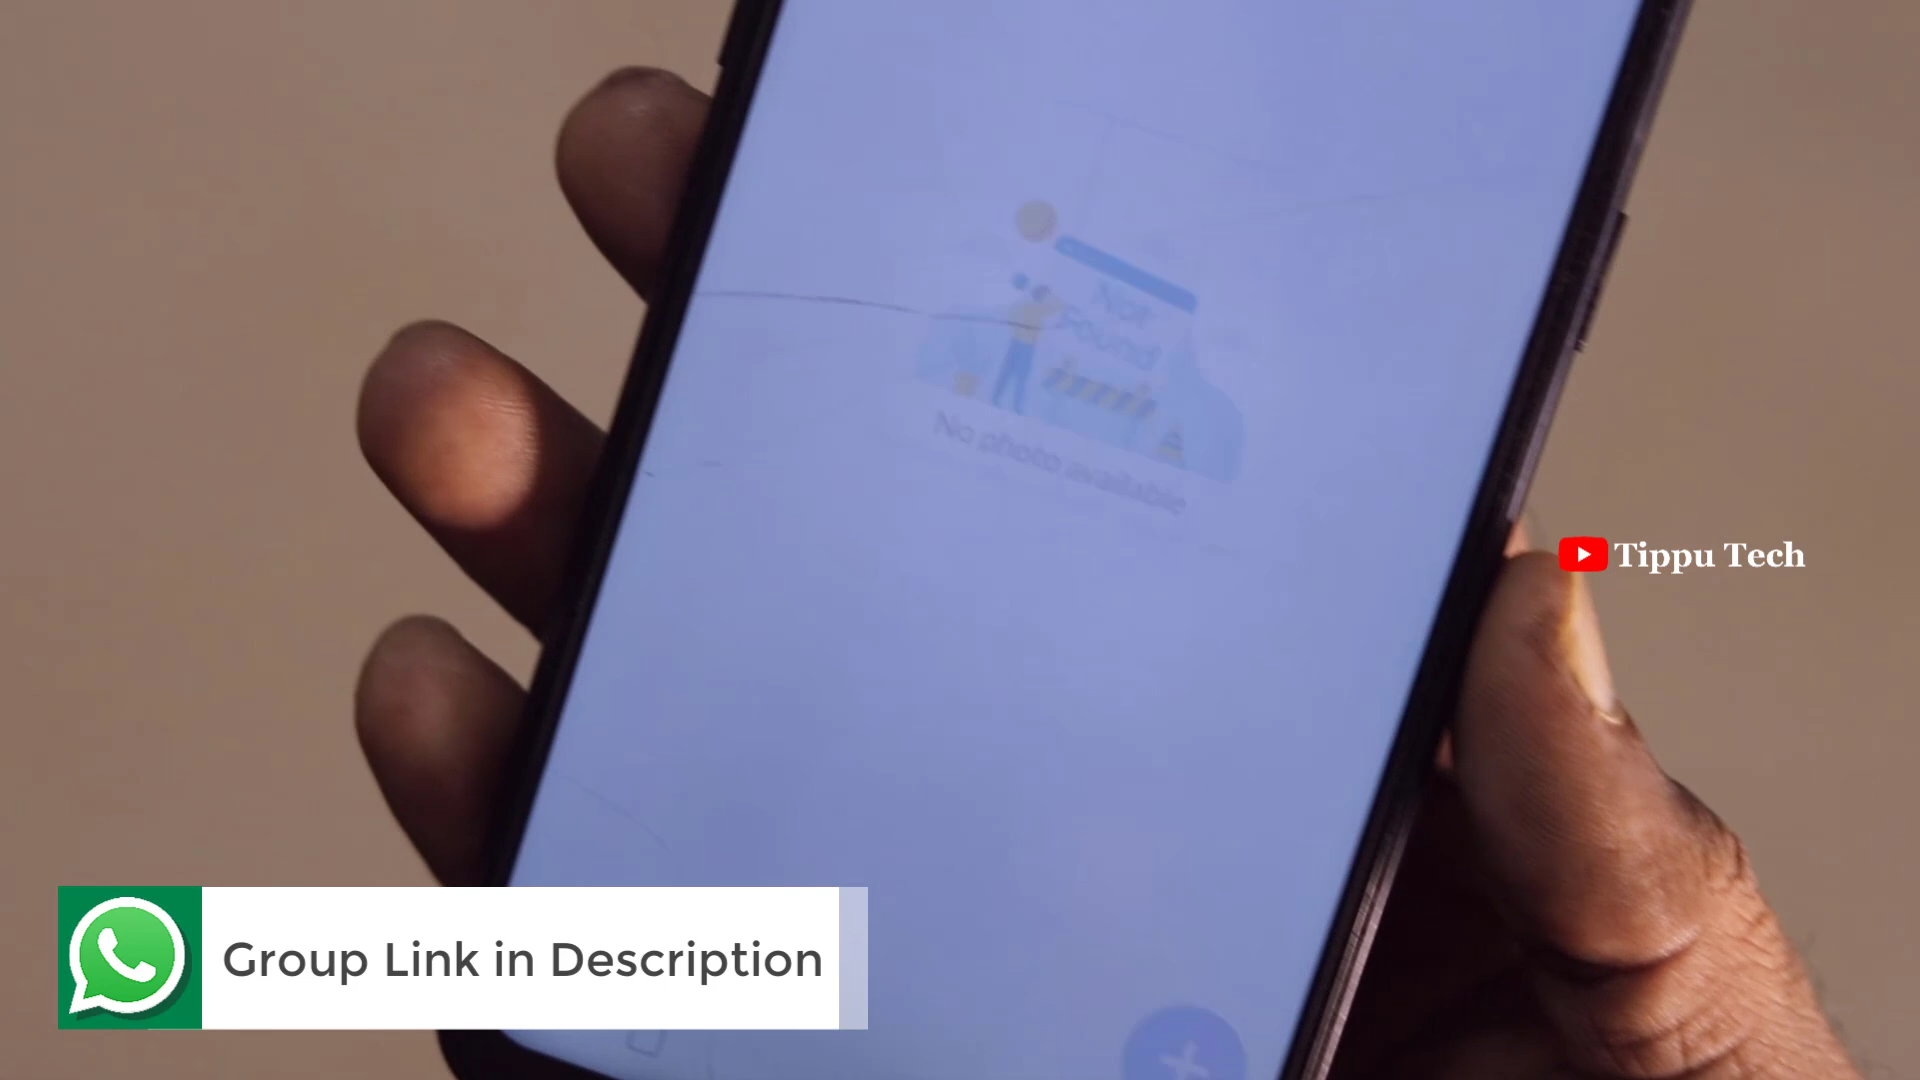 Not
Found
No photo available
Tippu Tech
Group Link in Description